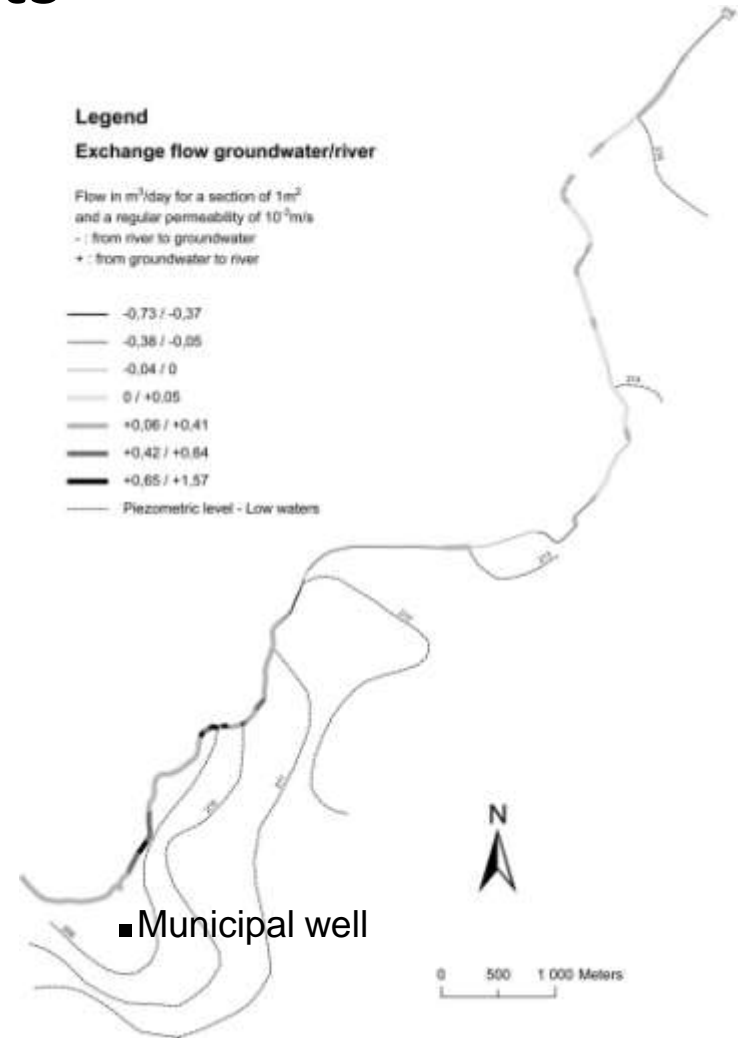 ts
Legend
Exchange flow groundwater/river
Flow in m³/day for a section of 1m²
and a regular permeability of 10⁻³m/s
- : from river to groundwater
+ : from groundwater to river
-0,73 / -0,37
-0,38 / -0,05
-0,04 / 0
0 / +0,05
+0,06 / +0,41
+0,42 / +0,64
+0,65 / +1,57
Piezometric level - Low waters
N
Municipal well
0 500 1 000 Meters